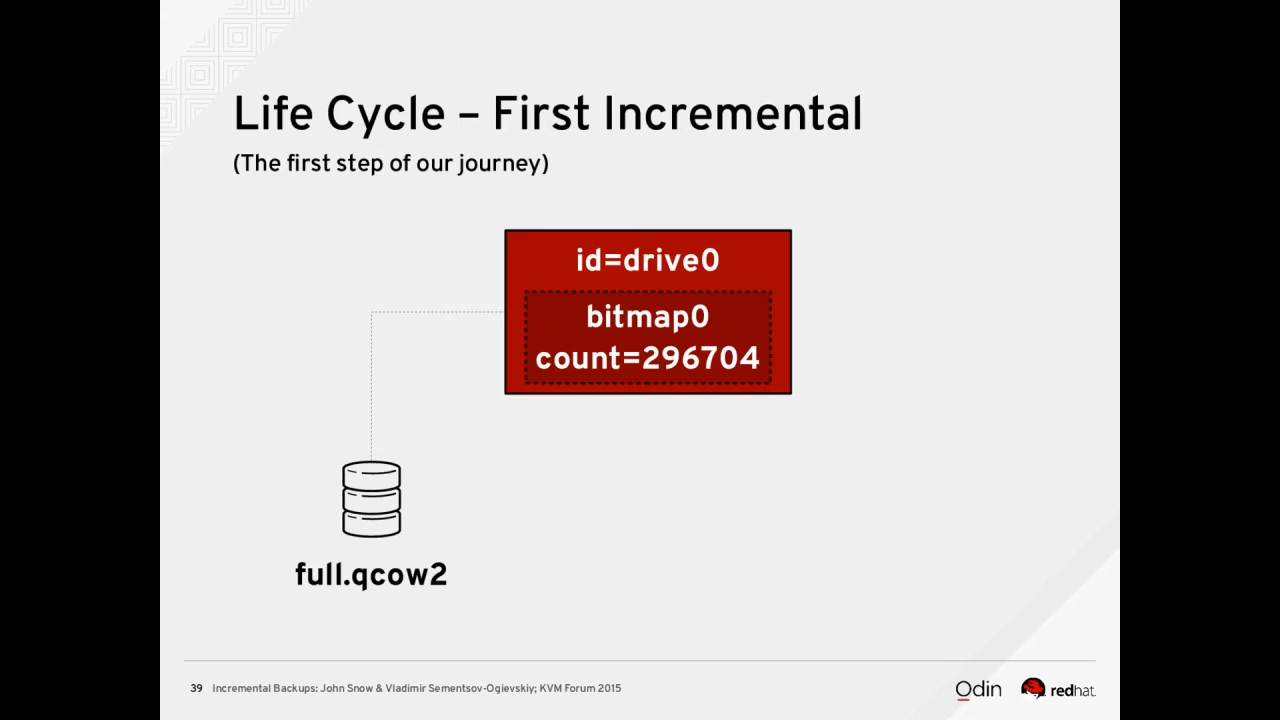 Life Cycle – First Incremental
(The first step of our journey)
id=drive0
bitmap0
count=296704
full.qcow2
39 Incremental Backups: John Snow & Vladimir Sementsov-Ogievskiy; KVM Forum 2015
Odin
redhat.